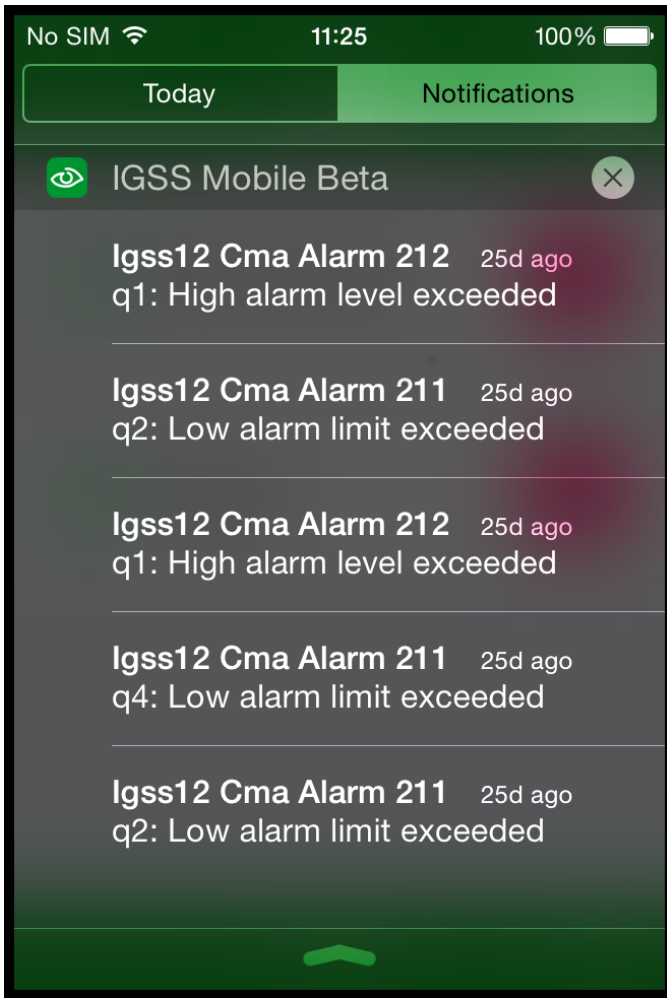 No SIM 11:25 100%
Today Notifications
IGSS Mobile Beta
Igss12 Cma Alarm 212 25d ago
q1: High alarm level exceeded
Igss12 Cma Alarm 211 25d ago
q2: Low alarm limit exceeded
Igss12 Cma Alarm 212 25d ago
q1: High alarm level exceeded
Igss12 Cma Alarm 211 25d ago
q4: Low alarm limit exceeded
Igss12 Cma Alarm 211 25d ago
q2: Low alarm limit exceeded